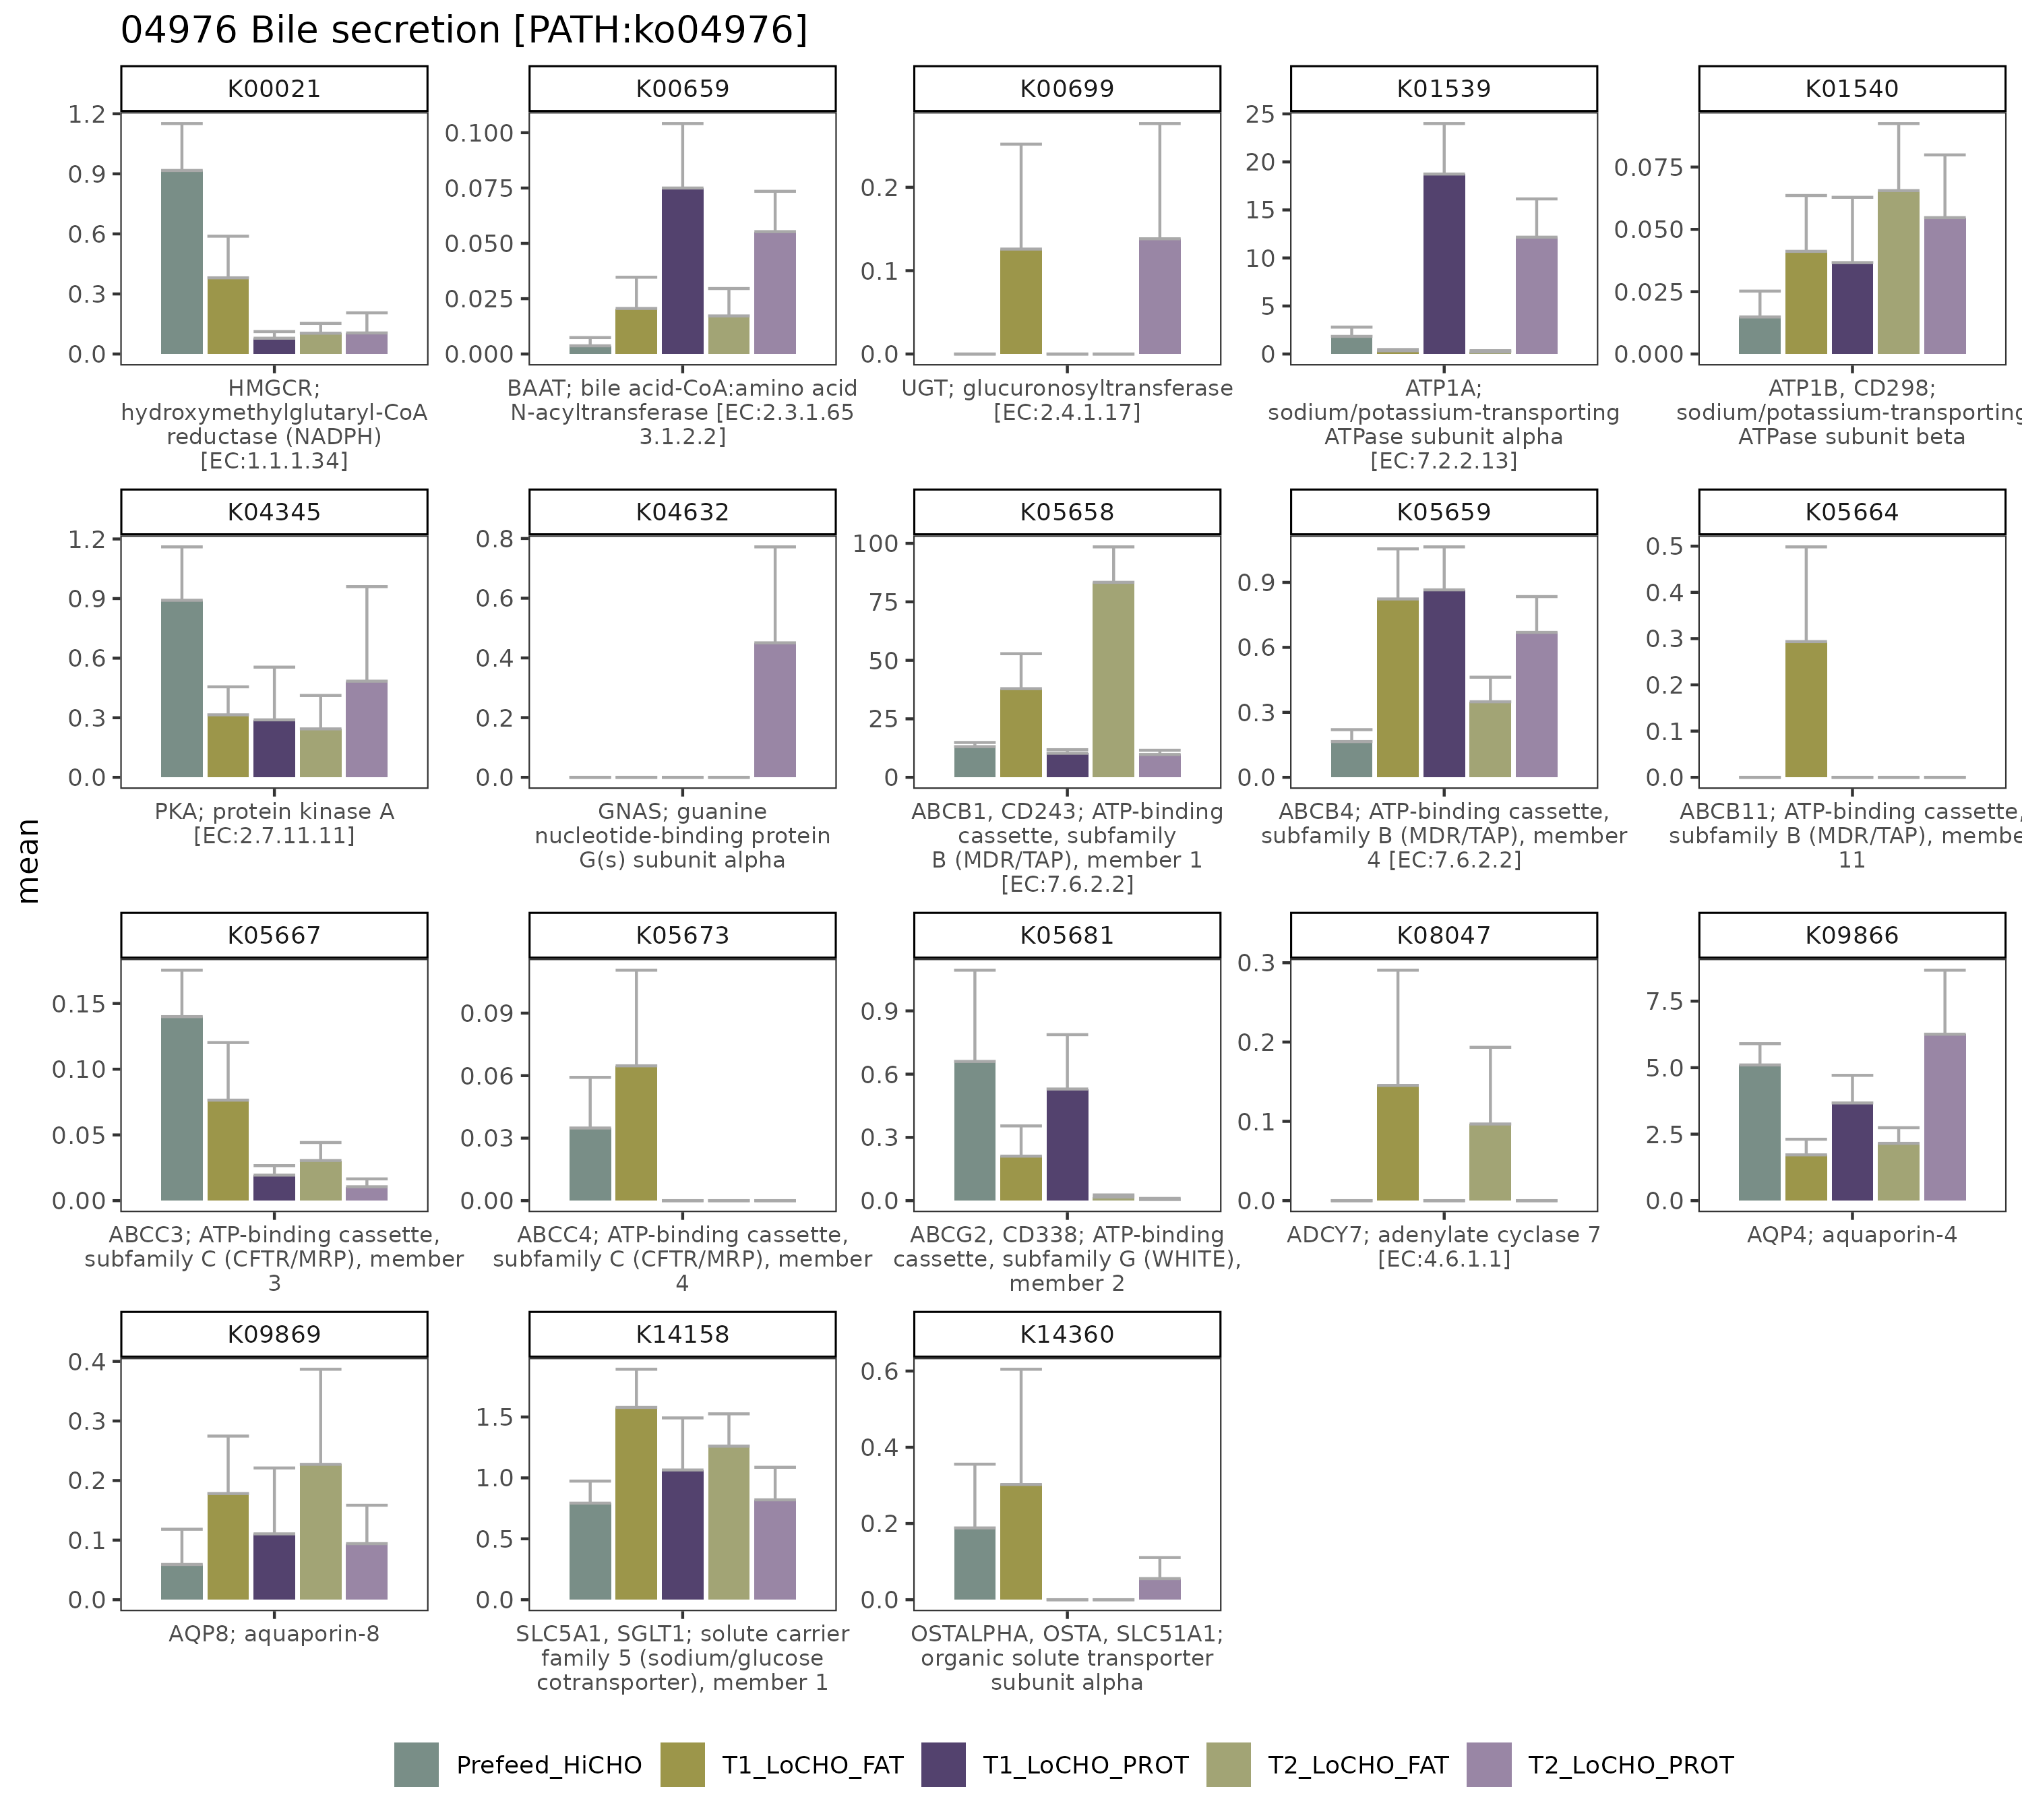 04976 Bile secretion [PATH:ko04976]
mean
K00021
1.2
0.9
0.6
0.3
0.0
HMGCR;
hydroxymethylglutaryl-CoA
reductase (NADPH)
[EC:1.1.1.34]
K00659
0.100
0.075
0.050
0.025
0.000
BAAT; bile acid-CoA:amino acid
N-acyltransferase [EC:2.3.1.65
3.1.2.2]
K00699
0.2
0.1
0.0
UGT; glucuronosyltransferase
[EC:2.4.1.17]
K01539
25
20
15
10
5
0
ATP1A;
sodium/potassium-transporting
ATPase subunit alpha
[EC:7.2.2.13]
K01540
0.075
0.050
0.025
0.000
ATP1B, CD298;
sodium/potassium-transporting
ATPase subunit beta
K04345
1.2
0.9
0.6
0.3
0.0
PKA; protein kinase A
[EC:2.7.11.11]
K04632
0.8
0.6
0.4
0.2
0.0
GNAS; guanine
nucleotide-binding protein
G(s) subunit alpha
K05658
100
75
50
25
0
ABCB1, CD243; ATP-binding
cassette, subfamily
B (MDR/TAP), member 1
[EC:7.6.2.2]
K05659
0.9
0.6
0.3
0.0
ABCB4; ATP-binding cassette,
subfamily B (MDR/TAP), member
4 [EC:7.6.2.2]
K05664
0.5
0.4
0.3
0.2
0.1
0.0
ABCB11; ATP-binding cassette,
subfamily B (MDR/TAP), membe
11
K05667
0.15
0.10
0.05
0.00
ABCC3; ATP-binding cassette,
subfamily C (CFTR/MRP), member
3
K05673
0.09
0.06
0.03
0.00
ABCC4; ATP-binding cassette,
subfamily C (CFTR/MRP), member
4
K05681
0.9
0.6
0.3
0.0
ABCG2, CD338; ATP-binding
cassette, subfamily G (WHITE),
member 2
K08047
0.3
0.2
0.1
0.0
ADCY7; adenylate cyclase 7
[EC:4.6.1.1]
K09866
7.5
5.0
2.5
0.0
AQP4; aquaporin-4
K09869
0.4
0.3
0.2
0.1
0.0
AQP8; aquaporin-8
K14158
1.5
1.0
0.5
0.0
SLC5A1, SGLT1; solute carrier
family 5 (sodium/glucose
cotransporter), member 1
K14360
0.6
0.4
0.2
0.0
OSTALPHA, OSTA, SLC51A1;
organic solute transporter
subunit alpha
Prefeed_HiCHO
T1_LoCHO_FAT
T1_LoCHO_PROT
T2_LoCHO_FAT
T2_LoCHO_PROT